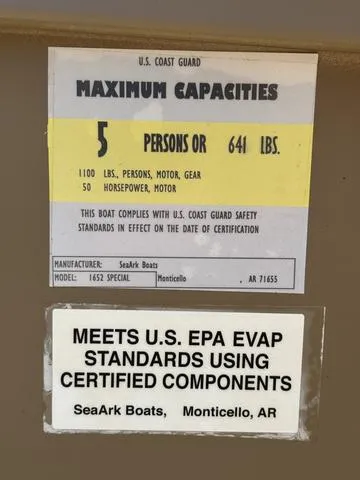 U.S. COAST GUARD
MAXIMUM CAPACITIES
5 PERSONS OR 641 LBS.
1100 LBS., PERSONS, MOTOR, GEAR
50 HORSEPOWER, MOTOR
THIS BOAT COMPLIES WITH U.S. COAST GUARD SAFETY
STANDARDS IN EFFECT ON THE DATE OF CERTIFICATION
MANUFACTURER: SeaArk Boats
MODEL: 1652 SPECIAL Monticello , AR 71655
MEETS U.S. EPA EVAP
STANDARDS USING
CERTIFIED COMPONENTS
SeaArk Boats, Monticello, AR